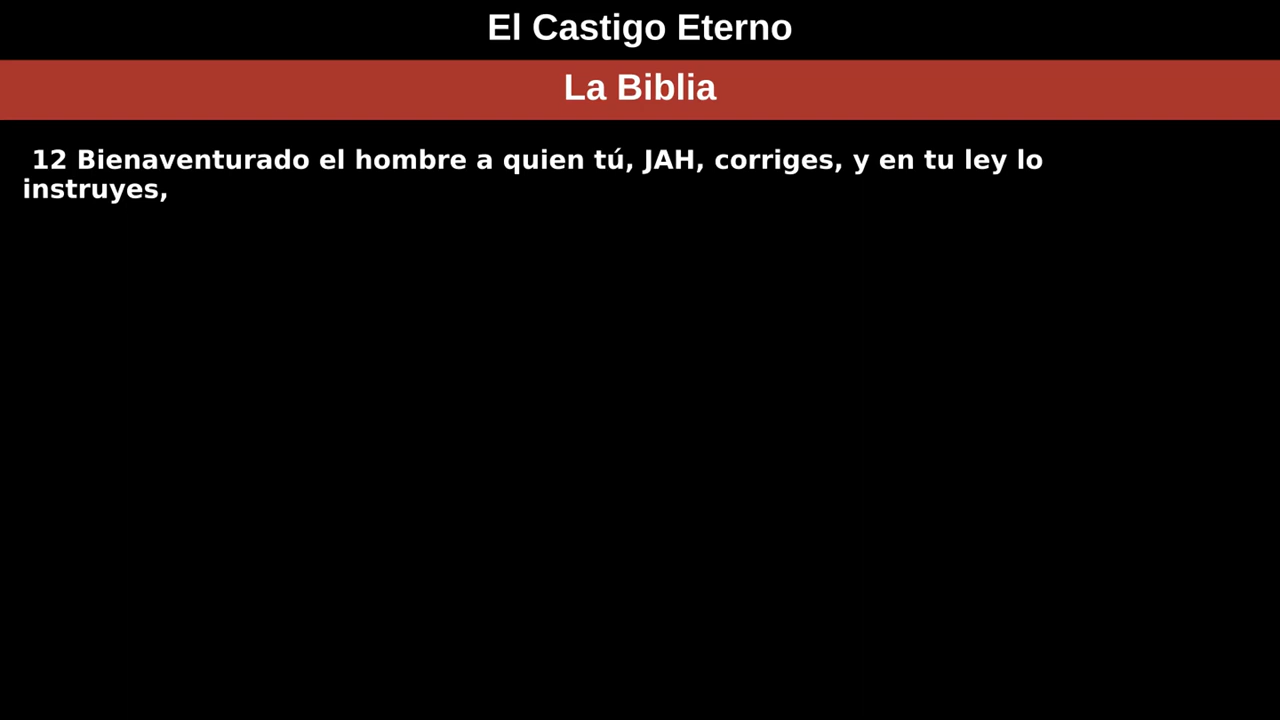 El Castigo Eterno
La Biblia
12 Bienaventurado el hombre a quien tú, JAH, corriges, y en tu ley lo
instruyes,